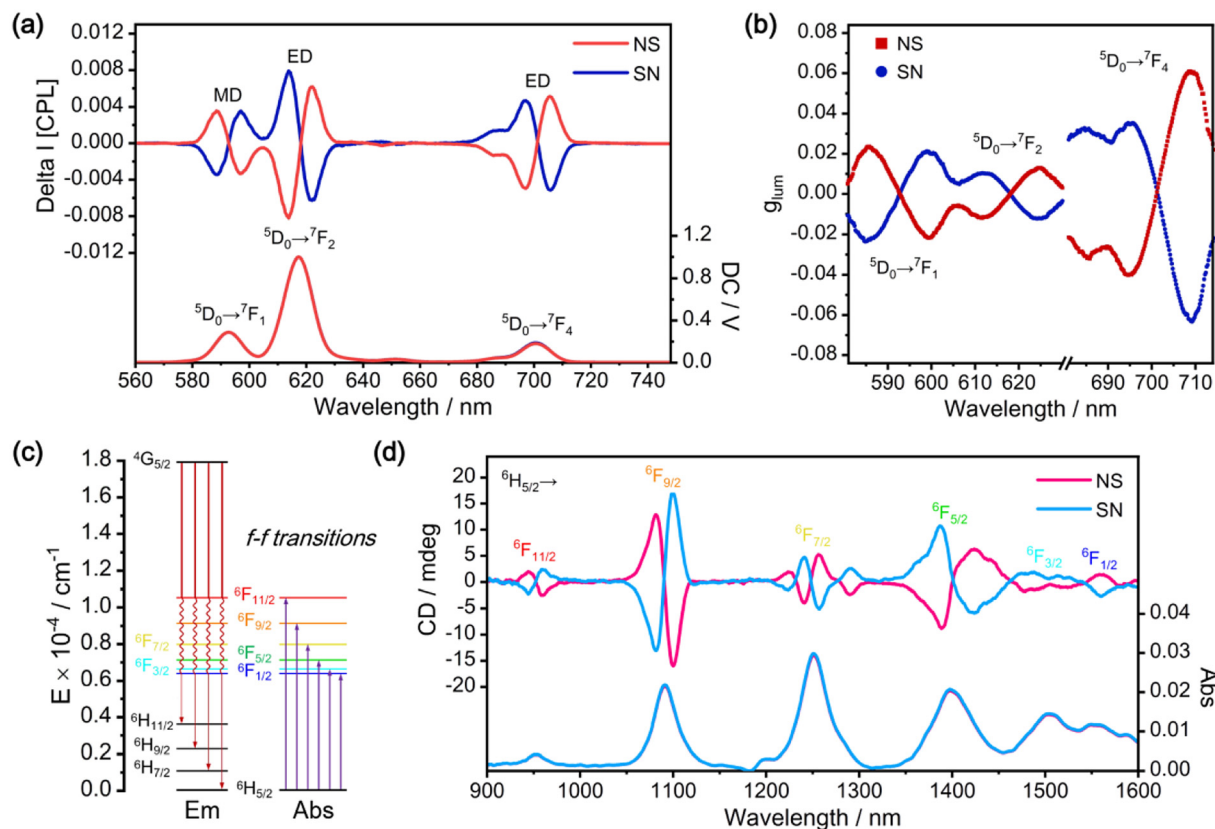 (a)
0.012
0.008
0.004
0.000
-0.004
-0.008
-0.012
Delta I [CPL]
MD
ED
ED
NS
SN
⁵D₀→⁷F₁
⁵D₀→⁷F₂
⁵D₀→⁷F₄
1.2
0.8
0.4
0.0
DC / V
560 580 600 620 640 660 680 700 720 740
Wavelength / nm
(b)
0.08
0.06
0.04
0.02
0.00
-0.02
-0.04
-0.06
-0.08
g_lum
NS
SN
⁵D₀→⁷F₄
⁵D₀→⁷F₂
⁵D₀→⁷F₁
590 600 610 620 690 700 710
Wavelength / nm
(c)
1.8
1.6
1.4
1.2
1.0
0.8
0.6
0.4
0.2
0.0
E × 10⁻⁴ / cm⁻¹
⁴G₅/₂
f-f transitions
⁶F₁₁/₂
⁶F₉/₂
⁶F₇/₂
⁶F₅/₂
⁶F₃/₂
⁶F₁/₂
⁶H₁₁/₂
⁶H₉/₂
⁶H₇/₂
⁶H₅/₂
Em Abs
(d)
20
15
10
5
0
-5
-10
-15
-20
CD / mdeg
⁶H₅/₂→
⁶F₁₁/₂
⁶F₉/₂
⁶F₇/₂
⁶F₅/₂
⁶F₃/₂
⁶F₁/₂
NS
SN
0.04
0.03
0.02
0.01
0.00
Abs
900 1000 1100 1200 1300 1400 1500 1600
Wavelength / nm